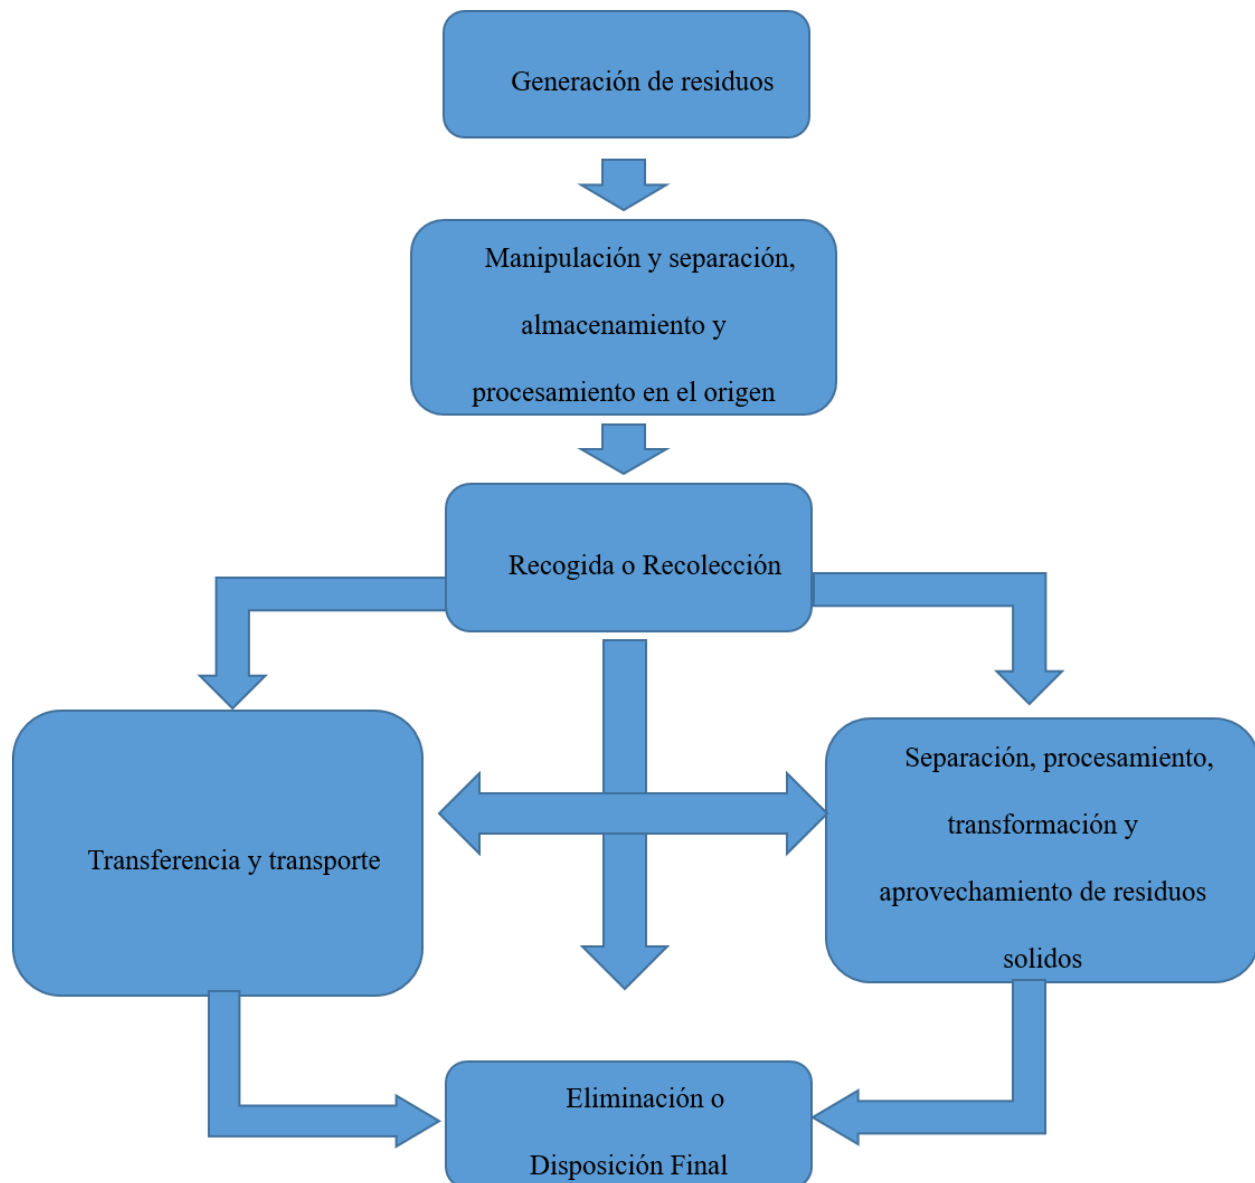 Generación de residuos
Manipulación y separación,
almacenamiento y
procesamiento en el origen
Recogida o Recolección
Transferencia y transporte
Separación, procesamiento,
transformación y
aprovechamiento de residuos
solidos
Eliminación o
Disposición Final